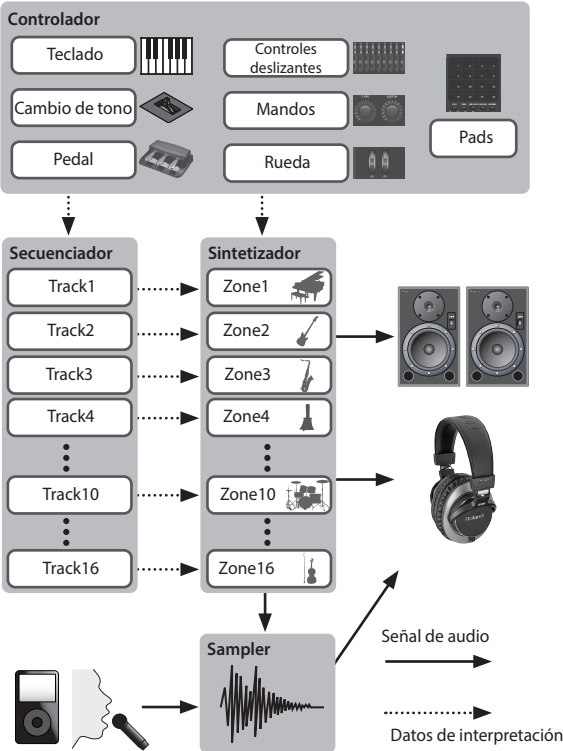 Controlador
Teclado
Cambio de tono
Pedal
Controles
deslizantes
Mandos
Rueda
Pads
Secuenciador
Track1
Track2
Track3
Track4
Track10
Track16
Sintetizador
Zone1
Zone2
Zone3
Zone4
Zone10
Zone16
Roland
Sampler
Señal de audio
Datos de interpretación